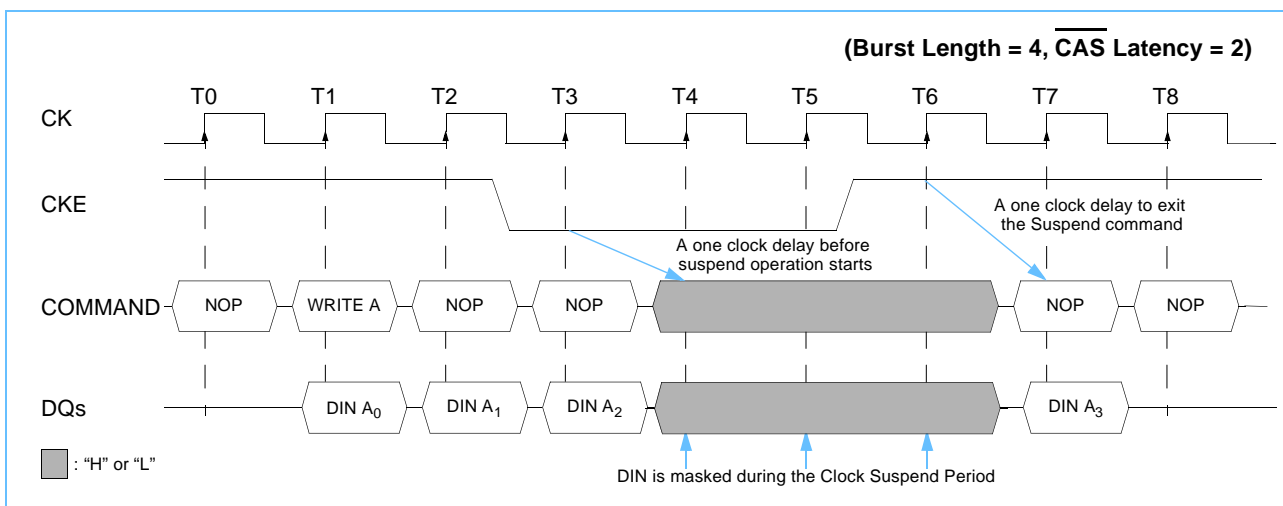 (Burst Length = 4, CAS Latency = 2)
T0 T1 T2 T3 T4 T5 T6 T7 T8
CK
CKE
A one clock delay to exit
the Suspend command
A one clock delay before
suspend operation starts
COMMAND NOP WRITE A NOP NOP NOP NOP
DQs DIN A0 DIN A1 DIN A2 DIN A3
: “H” or “L”
DIN is masked during the Clock Suspend Period